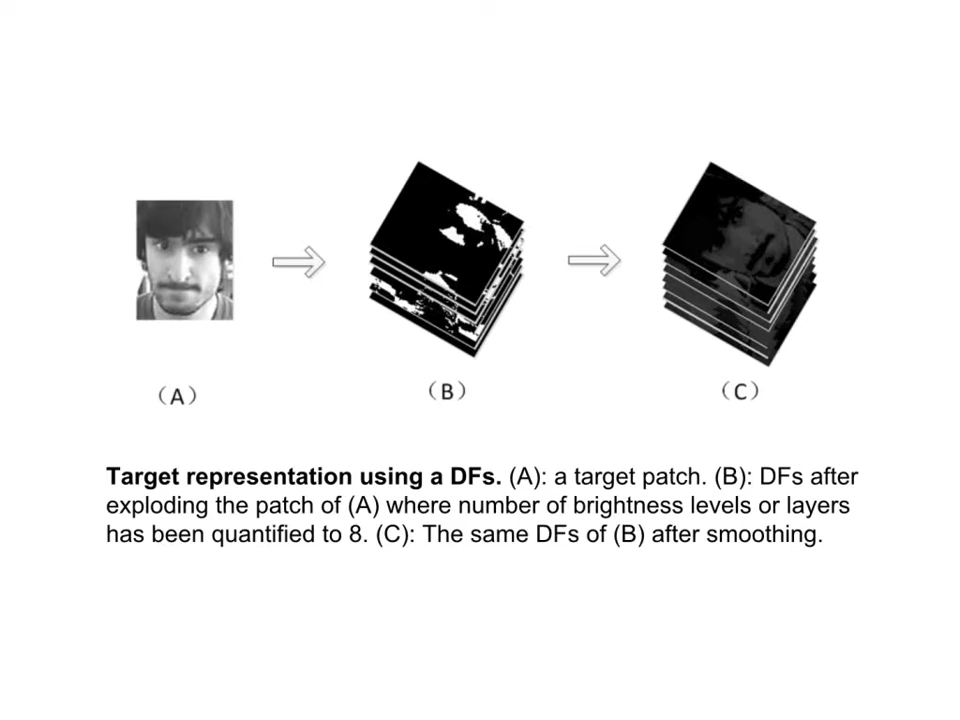 （A）
（B）
（C）
Target representation using a DFs. (A): a target patch. (B): DFs after
exploding the patch of (A) where number of brightness levels or layers
has been quantified to 8. (C): The same DFs of (B) after smoothing.